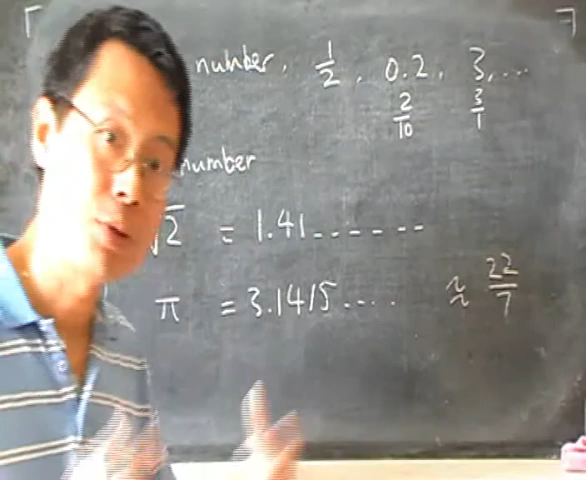 number, 1/2, 0.2, 3, ...
2/10 3/1
number
√2 = 1.41------
π = 3.1415.... ≈ 22/7